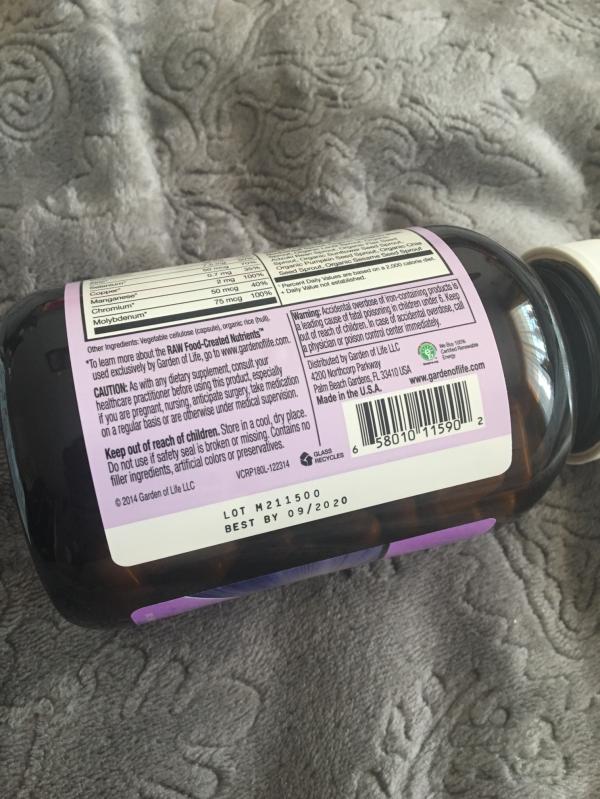 0.7 mg 35%
Copper 2 mg 100%
Manganese 50 mcg 40%
Chromium 75 mcg 100%
Molybdenum*
Other Ingredients: Vegetable cellulose (capsule), organic rice (hull).
*To learn more about the RAW Food-Created Nutrients™
used exclusively by Garden of Life, go to www.gardenoflife.com.
CAUTION: As with any dietary supplement, consult your
healthcare practitioner before using this product, especially
if you are pregnant, nursing, anticipate surgery, take medication
on a regular basis or are otherwise under medical supervision.
Keep out of reach of children. Store in a cool, dry place.
Do not use if safety seal is broken or missing. Contains no
filler ingredients, artificial colors or preservatives.
© 2014 Garden of Life LLC
VCRP180L-122314
Organic Pumpkin Seed Sprout, Organic Chia
Seed Sprout, Organic Sesame Seed Sprout
Percent Daily Values are based on a 2,000 calorie diet.
• Daily Value not established.
Warning: Accidental overdose of iron-containing products is
a leading cause of fatal poisoning in children under 6. Keep
out of reach of children. In case of accidental overdose, call
a physician or poison control center immediately.
Distributed by Garden of Life LLC
4200 Northcorp Parkway
Palm Beach Gardens, FL 33410 USA
Made in the U.S.A.
We Buy 100%
Certified Renewable
Energy
www.gardenoflife.com
GLASS
RECYCLES
6 58010 11590 2
LOT M211500
BEST BY 09/2020